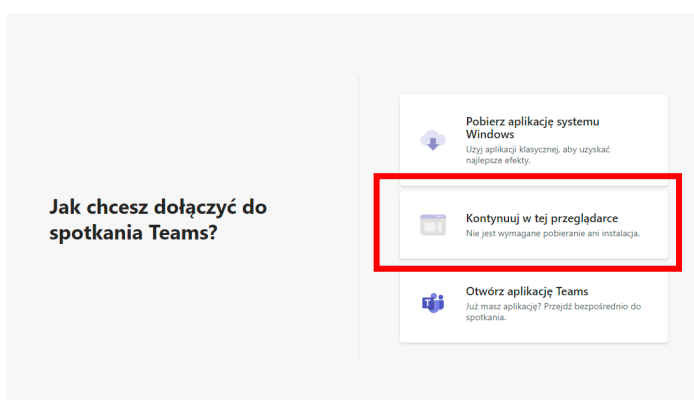 Jak chcesz dołączyć do
spotkania Teams?
Pobierz aplikację systemu
Windows
Użyj aplikacji klasycznej, aby uzyskać
najlepsze efekty.
Kontynuuj w tej przeglądarce
Nie jest wymagane pobieranie ani instalacja.
Otwórz aplikację Teams
Już masz aplikację? Przejdź bezpośrednio do
spotkania.